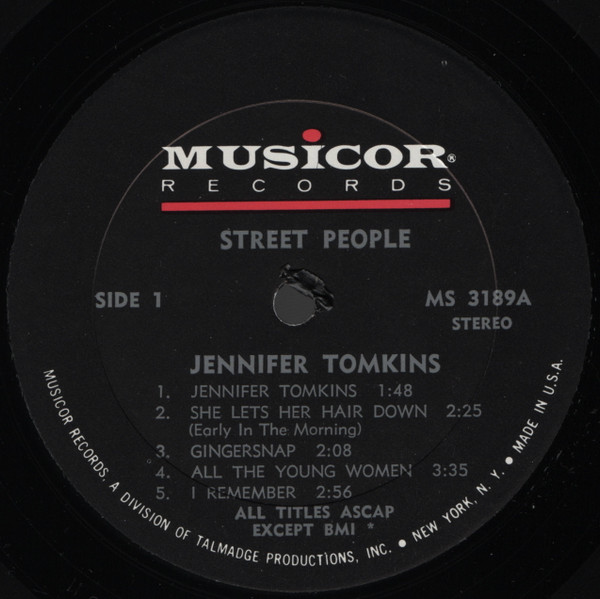 MUSICOR®
RECORDS
STREET PEOPLE
SIDE 1
MS 3189A
STEREO
JENNIFER TOMKINS
1. JENNIFER TOMKINS 1:48
2. SHE LETS HER HAIR DOWN 2:25
(Early In The Morning)
3. GINGERSNAP 2:08
4. ALL THE YOUNG WOMEN 3:35
5. I REMEMBER 2:56
ALL TITLES ASCAP
EXCEPT BMI *
MUSICOR RECORDS, A DIVISION OF TALMADGE PRODUCTIONS, INC. • NEW YORK, N. Y. • MADE IN U.S.A.